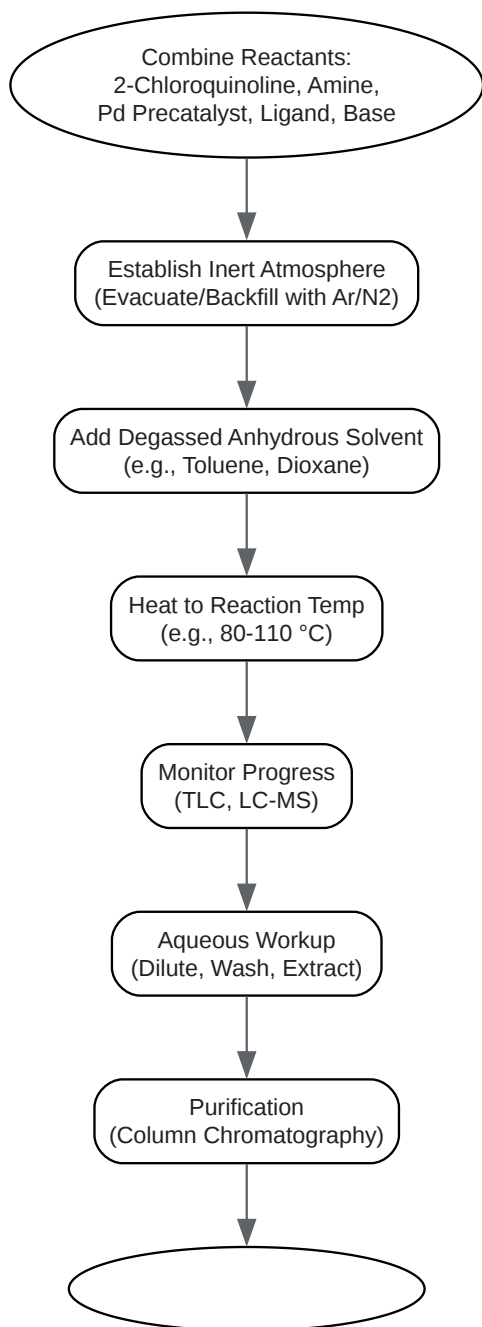 Combine Reactants:
2-Chloroquinoline, Amine,
Pd Precatalyst, Ligand, Base
Establish Inert Atmosphere
(Evacuate/Backfill with Ar/N2)
Add Degassed Anhydrous Solvent
(e.g., Toluene, Dioxane)
Heat to Reaction Temp
(e.g., 80-110 °C)
Monitor Progress
(TLC, LC-MS)
Aqueous Workup
(Dilute, Wash, Extract)
Purification
(Column Chromatography)